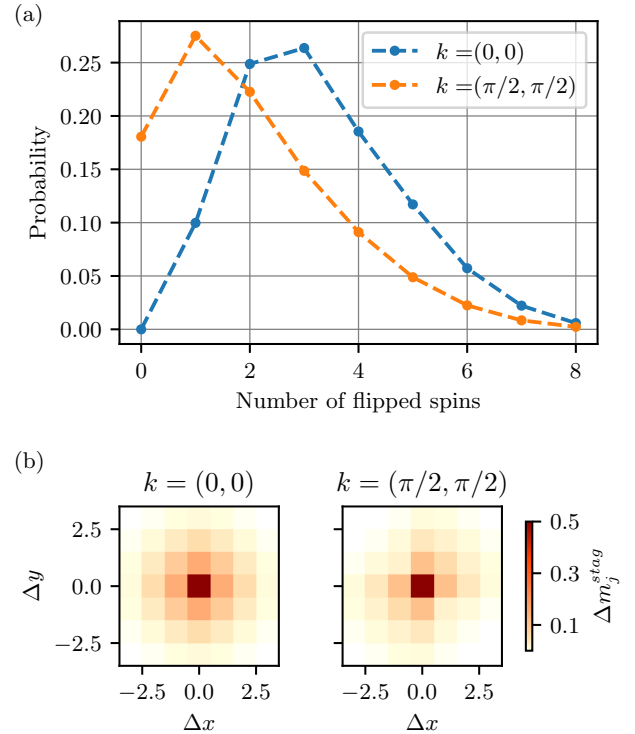 (a)
Probability
0.25
0.20
0.15
0.10
0.05
0.00
k =(0, 0)
k =(π/2, π/2)
0 2 4 6 8
Number of flipped spins
(b)
k = (0, 0) k = (π/2, π/2)
Δy
2.5
0.0
−2.5
−2.5 0.0 2.5
Δx
−2.5 0.0 2.5
Δx
0.5
0.3
0.1
Δm_j^{stag}